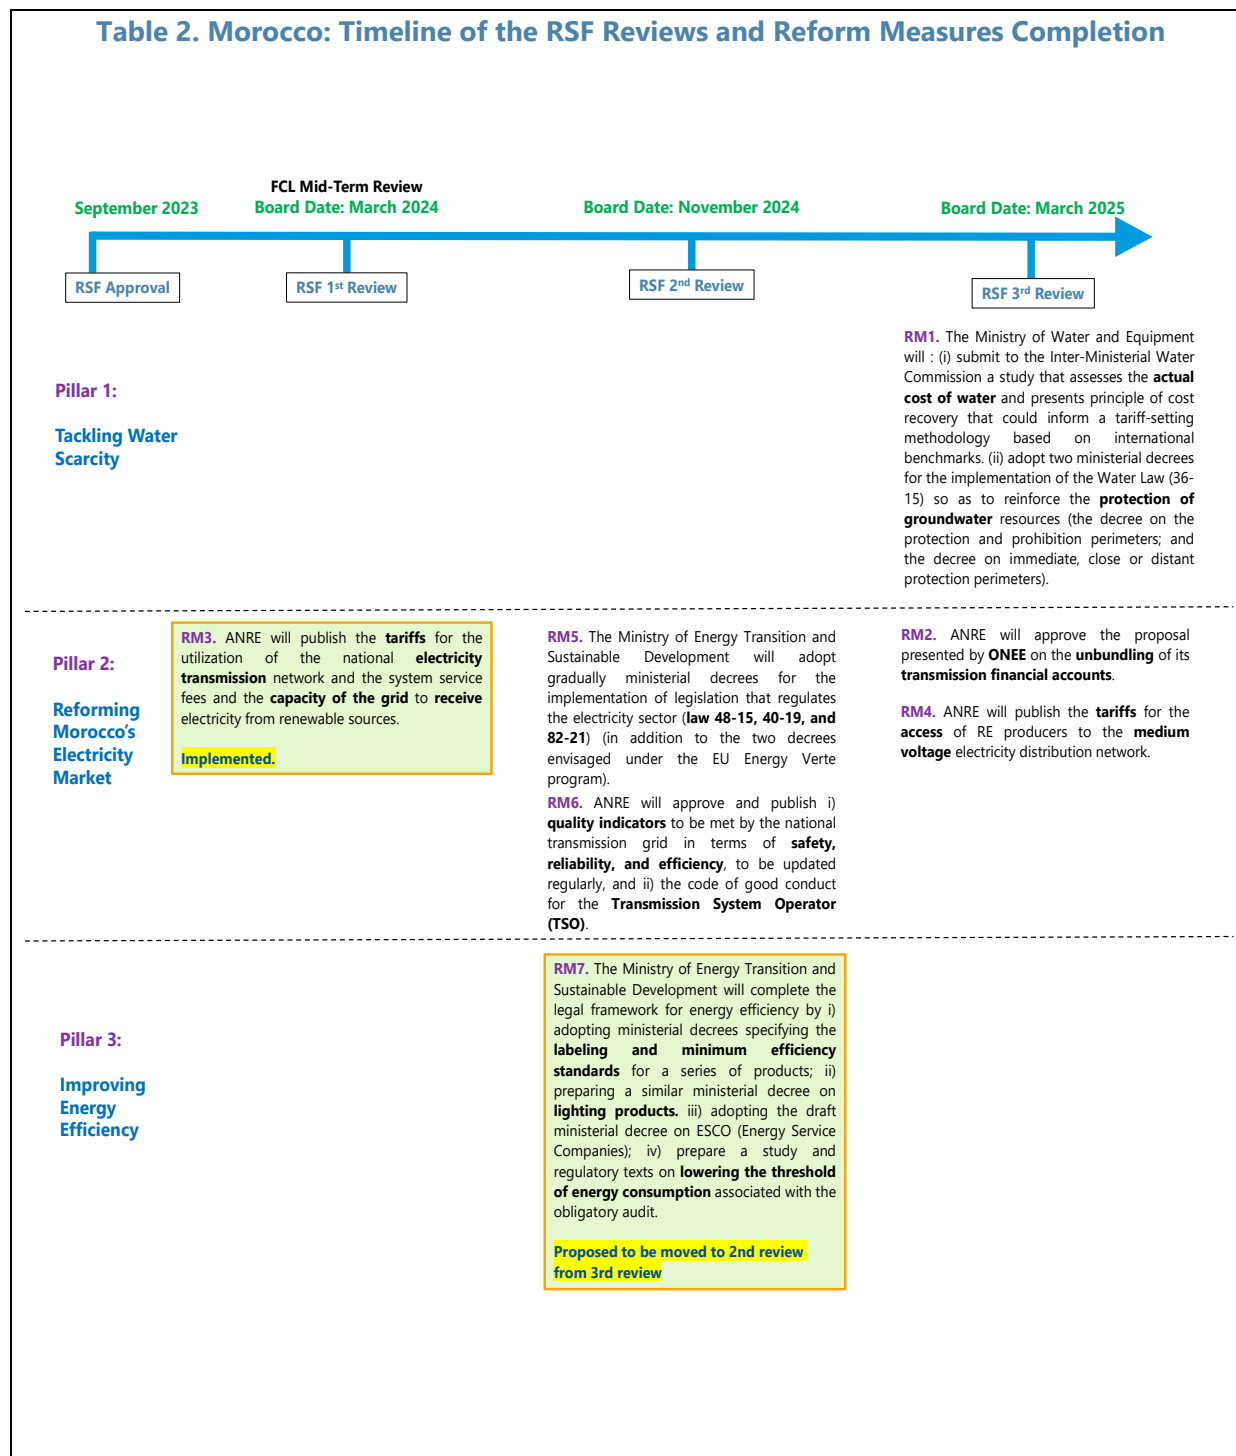 Table 2. Morocco: Timeline of the RSF Reviews and Reform Measures Completion
FCL Mid-Term Review
September 2023
Board Date: March 2024
Board Date: November 2024
Board Date: March 2025
RSF Approval
RSF 1st Review
RSF 2nd Review
RSF 3rd Review
Pillar 1:
Tackling Water
Scarcity
RM1. The Ministry of Water and Equipment
will : (i) submit to the Inter-Ministerial Water
Commission a study that assesses the actual
cost of water and presents principle of cost
recovery that could inform a tariff-setting
methodology based on international
benchmarks. (ii) adopt two ministerial decrees
for the implementation of the Water Law (36-
15) so as to reinforce the protection of
groundwater resources (the decree on the
protection and prohibition perimeters; and
the decree on immediate, close or distant
protection perimeters).
Pillar 2:
Reforming
Morocco's
Electricity
Market
RM3. ANRE will publish the tariffs for the
utilization of the national electricity
transmission network and the system service
fees and the capacity of the grid to receive
electricity from renewable sources.
Implemented.
RM5. The Ministry of Energy Transition and
Sustainable Development will adopt
gradually ministerial decrees for the
implementation of legislation that regulates
the electricity sector (law 48-15, 40-19, and
82-21) (in addition to the two decrees
envisaged under the EU Energy Verte
program).
RM6. ANRE will approve and publish i)
quality indicators to be met by the national
transmission grid in terms of safety,
reliability, and efficiency, to be updated
regularly, and ii) the code of good conduct
for the Transmission System Operator
(TSO).
RM2. ANRE will approve the proposal
presented by ONEE on the unbundling of its
transmission financial accounts.
RM4. ANRE will publish the tariffs for the
access of RE producers to the medium
voltage electricity distribution network.
Pillar 3:
Improving
Energy
Efficiency
RM7. The Ministry of Energy Transition and
Sustainable Development will complete the
legal framework for energy efficiency by i)
adopting ministerial decrees specifying the
labeling and minimum efficiency
standards for a series of products; ii)
preparing a similar ministerial decree on
lighting products. iii) adopting the draft
ministerial decree on ESCO (Energy Service
Companies); iv) prepare a study and
regulatory texts on lowering the threshold
of energy consumption associated with the
obligatory audit.
Proposed to be moved to 2nd review
from 3rd review